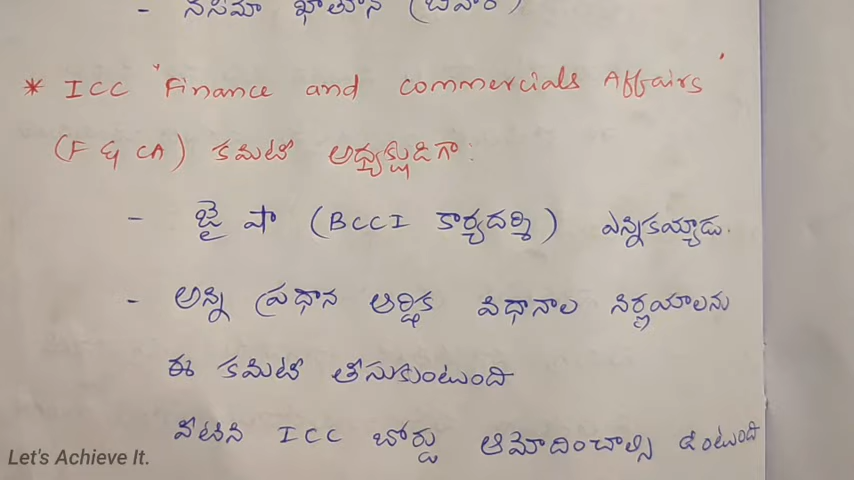 - నసీమా ఖాతూన్ (బీహార్)
* ICC "Finance and commercials Affairs"
(F & CA) కమిటీ అధ్యక్షుడిగా:
- జై షా (BCCI కార్యదర్శి) ఎన్నికయ్యాడు.
- అన్ని ప్రధాన ఆర్థిక విధానాల నిర్ణయాలను
ఈ కమిటీ తీసుకుంటుంది
వీటిని ICC బోర్డు ఆమోదించాల్సి ఉంటుంది
Let's Achieve It.